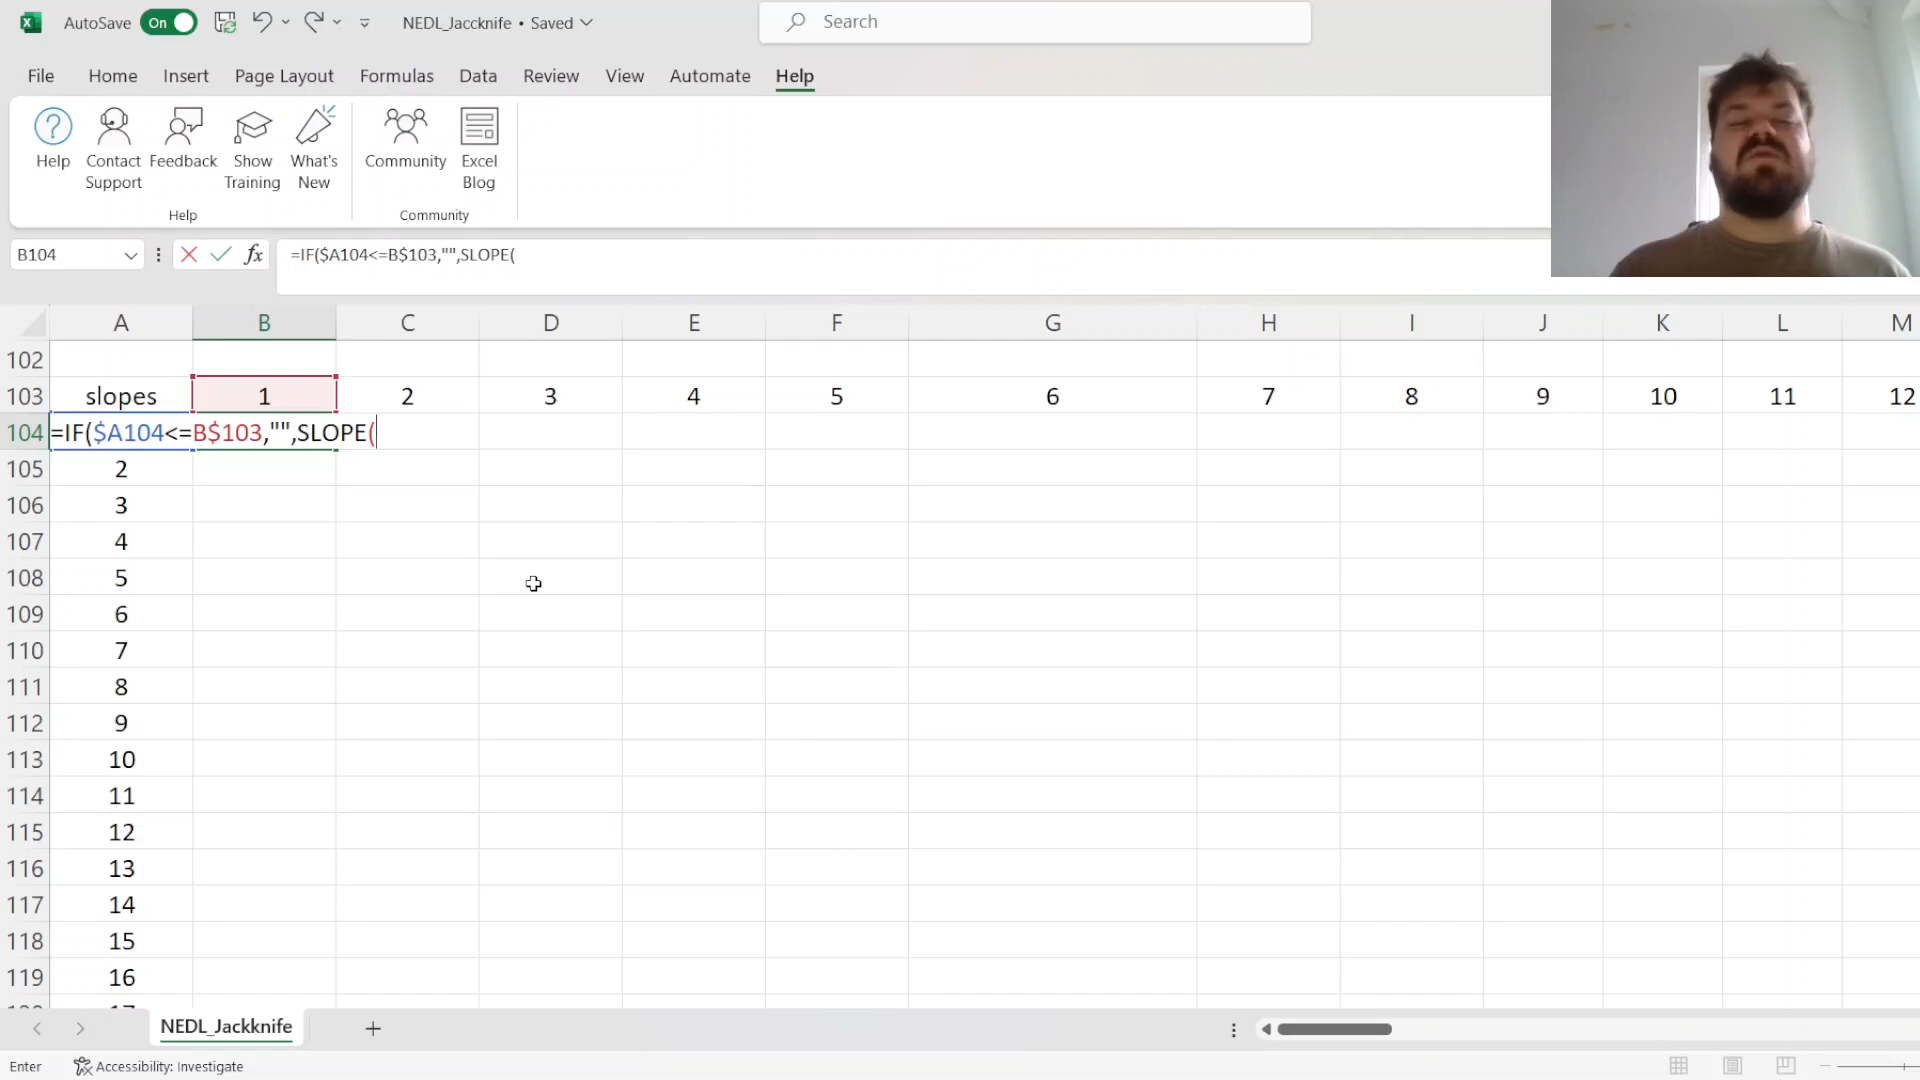 AutoSave On NEDL_Jaccknife • Saved Search
File Home Insert Page Layout Formulas Data Review View Automate Help
Help Contact Support Feedback Show Training What's New Community Excel Blog
Help Community
B104 fx =IF($A104<=B$103,"",SLOPE(
A B C D E F G H I J K L M
102
103 slopes 1 2 3 4 5 6 7 8 9 10 11 12
104 =IF($A104<=B$103,"",SLOPE(
105 2
106 3
107 4
108 5
109 6
110 7
111 8
112 9
113 10
114 11
115 12
116 13
117 14
118 15
119 16
NEDL_Jackknife
Enter Accessibility: Investigate